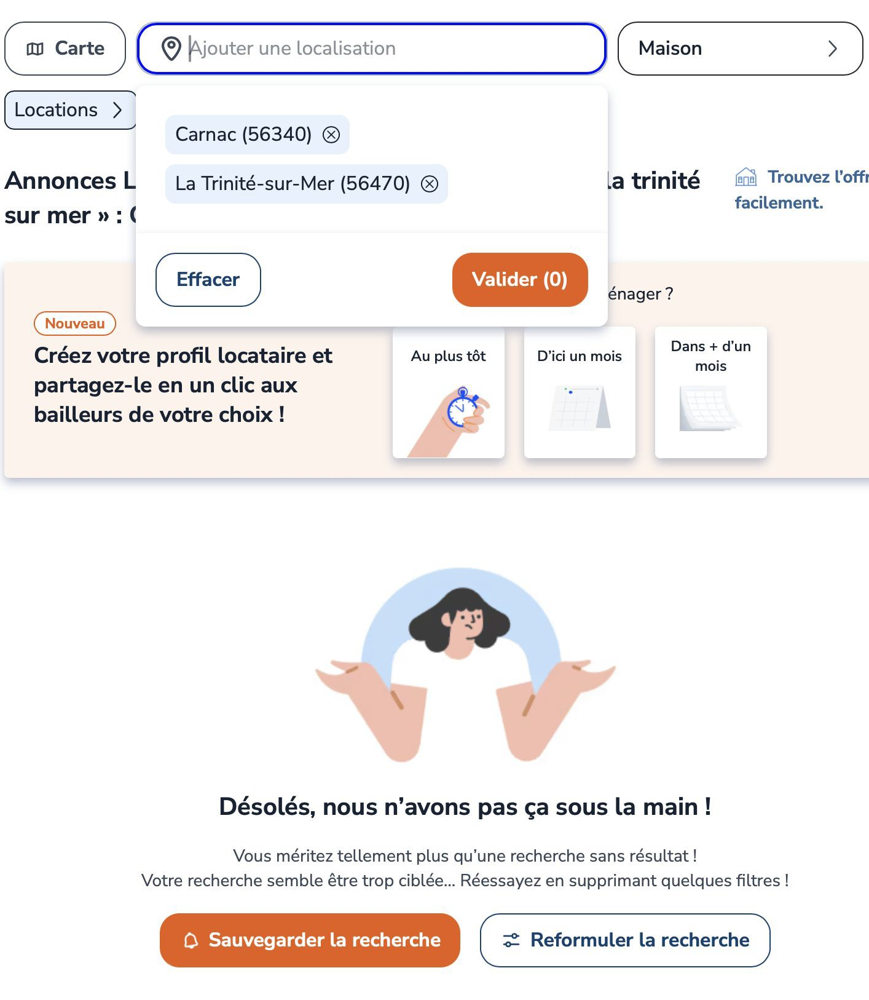 Carte
Ajouter une localisation
Maison
Locations
Carnac (56340)
La Trinité-sur-Mer (56470)
Annonces
la trinité
sur mer » :
Trouvez l’offr
facilement.
Effacer
Valider (0)
énager ?
Nouveau
Créez votre profil locataire et
partagez-le en un clic aux
bailleurs de votre choix !
Au plus tôt
D’ici un mois
Dans + d’un
mois
Désolés, nous n’avons pas ça sous la main !
Vous méritez tellement plus qu’une recherche sans résultat !
Votre recherche semble être trop ciblée... Réessayez en supprimant quelques filtres !
Sauvegarder la recherche
Reformuler la recherche